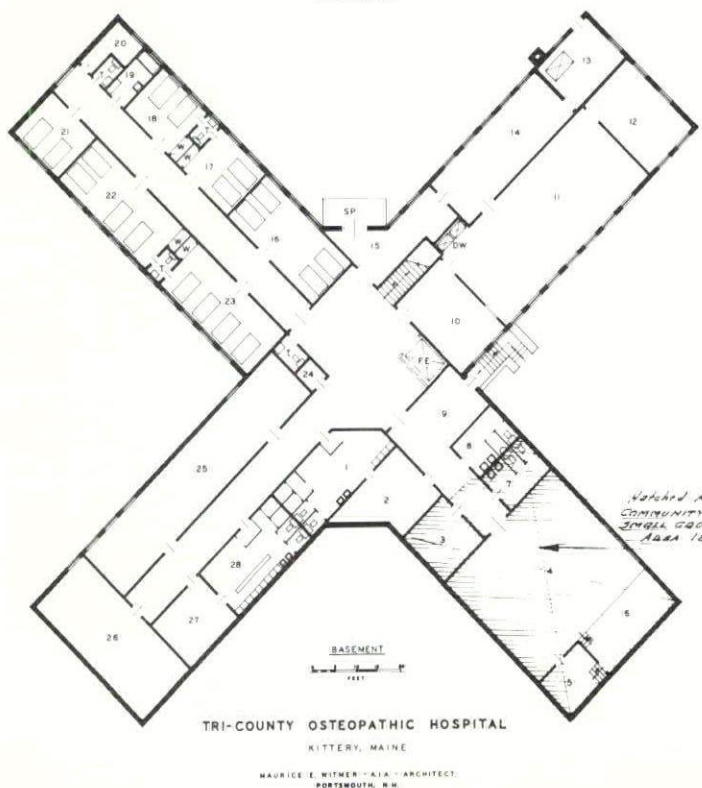 20
19
13
18
21
14
12
17
22
11
SP
16
15
DW
23
10
FE
24
9
8
1
25
7
2
Hatched
COMMUNITY
3
4
SMALL
AREA
28
6
27
26
5
BASEMENT
FEET
TRI-COUNTY OSTEOPATHIC HOSPITAL
KITTERY, MAINE
MAURICE E. WITMER - A.I.A. - ARCHITECT.
PORTSMOUTH, N.H.